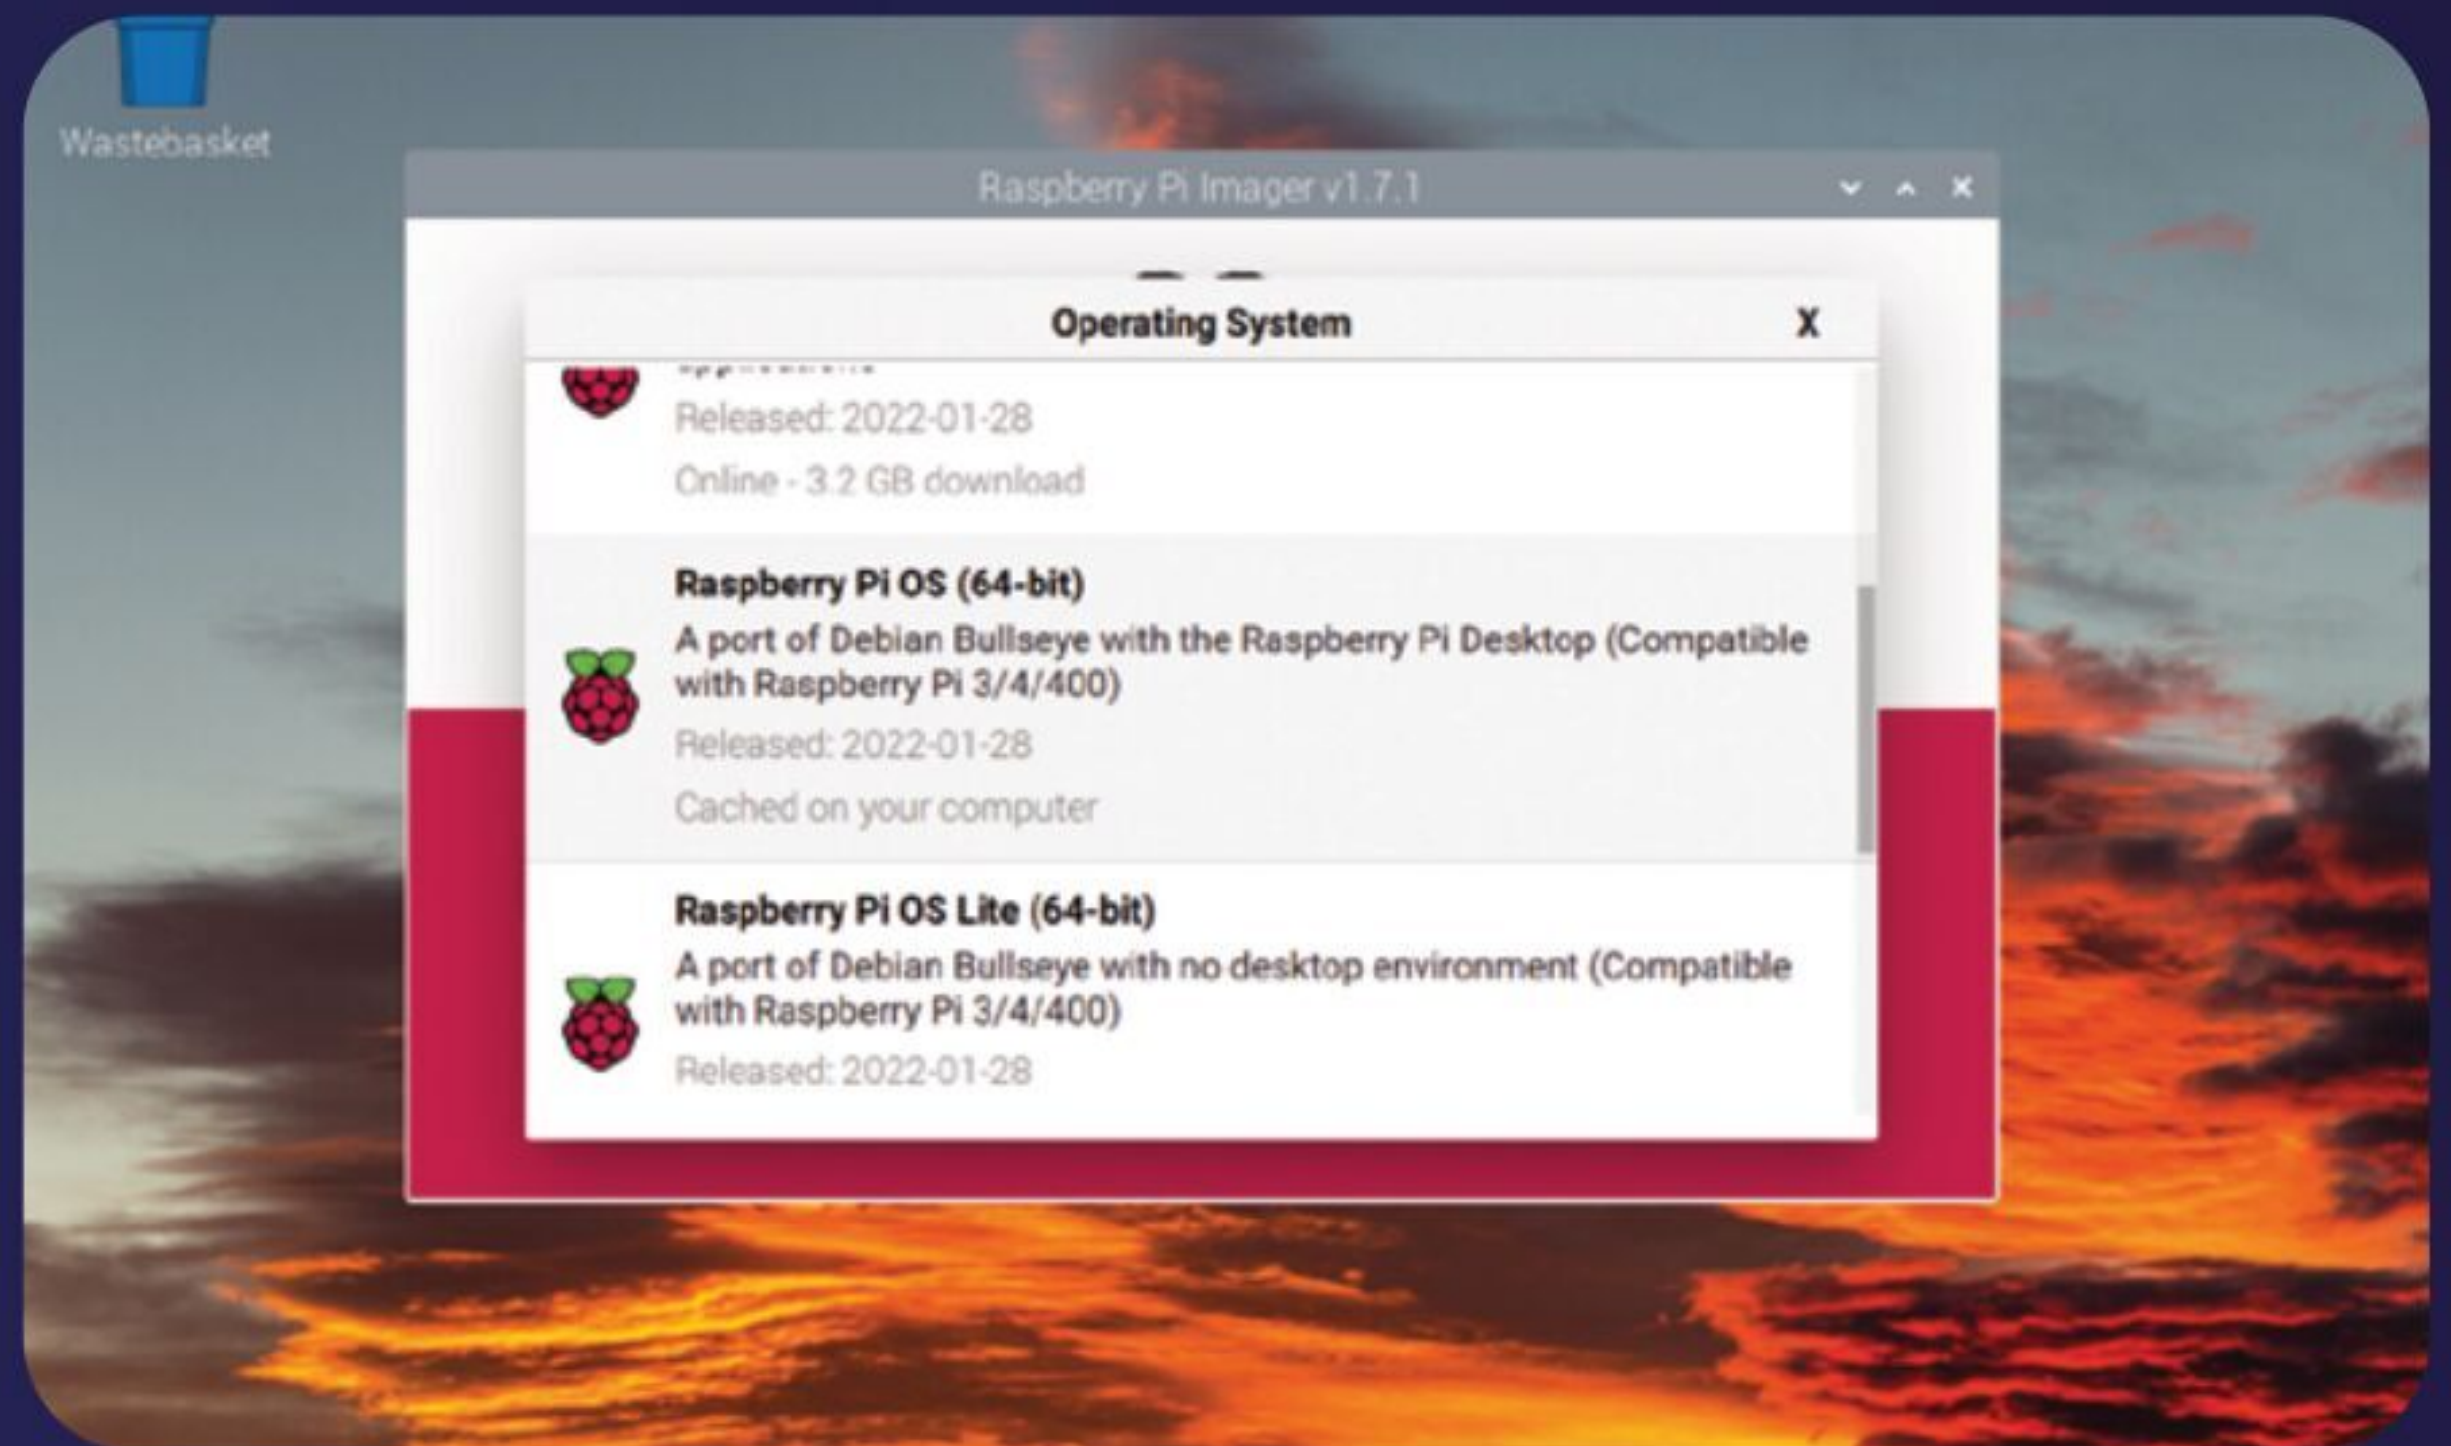 Wastebasket
Raspberry Pi Imager v1.7.1
Operating System X
Released: 2022-01-28
Online - 3.2 GB download
Raspberry Pi OS (64-bit)
A port of Debian Bullseye with the Raspberry Pi Desktop (Compatible
with Raspberry Pi 3/4/400)
Released: 2022-01-28
Cached on your computer
Raspberry Pi OS Lite (64-bit)
A port of Debian Bullseye with no desktop environment (Compatible
with Raspberry Pi 3/4/400)
Released: 2022-01-28